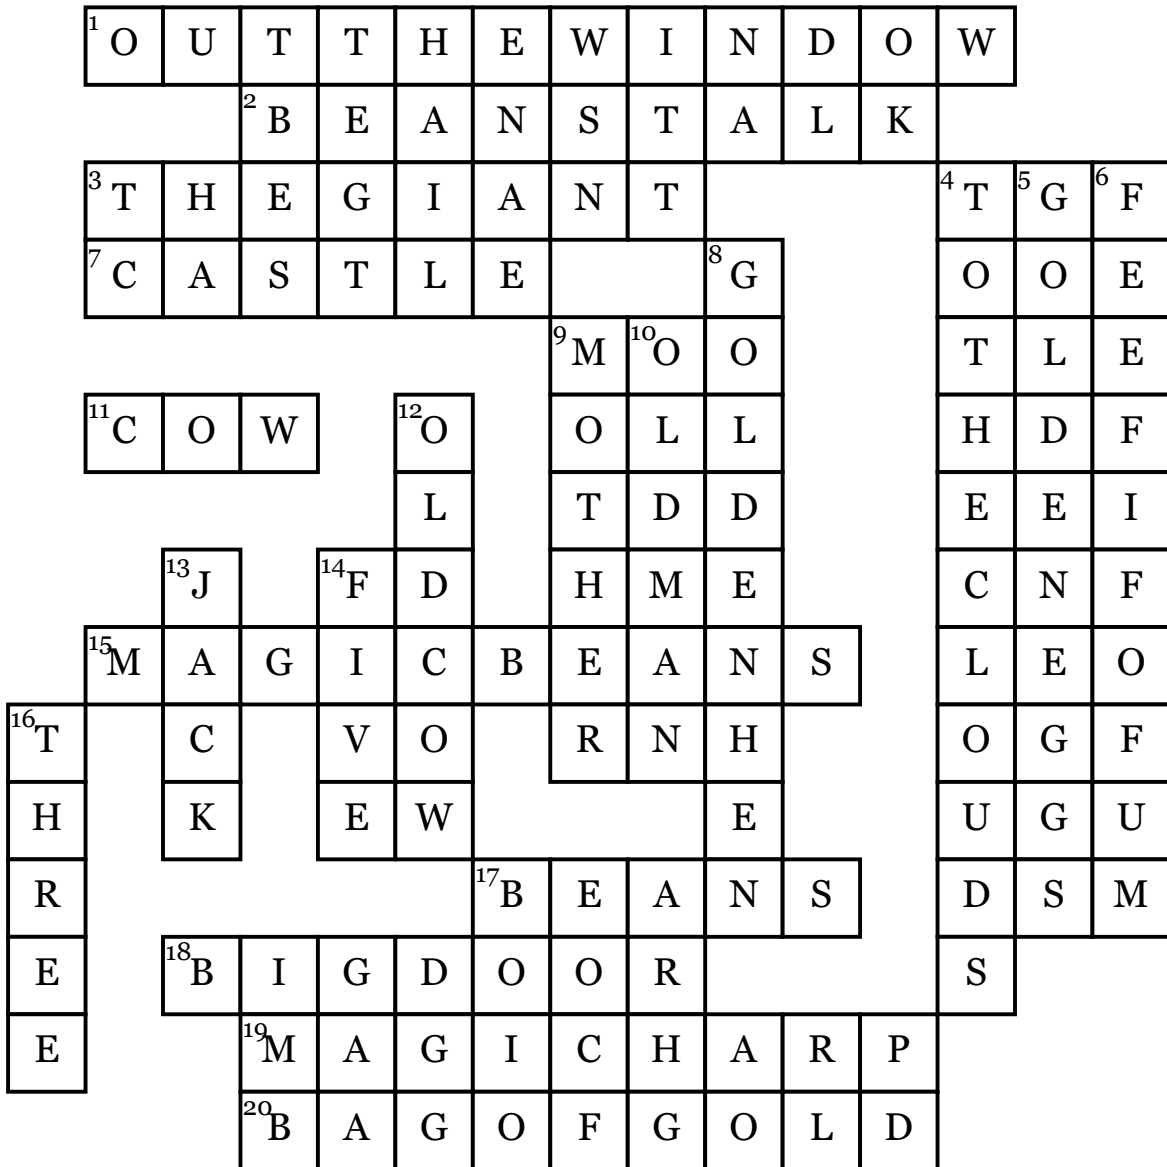 1 O U T T H E W I N D O W
2 B E A N S T A L K
3 T H E G I A N T 4 T 5 G 6 F
7 C A S T L E 8 G O O E
9 M 10 O O T L E
11 C O W 12 O O L L H D F
L T D D E E I
13 J 14 F D H M E C N F
15 M A G I C B E A N S L E O
16 T C V O R N H O G F
H K E W E U G U
R 17 B E A N S D S M
E 18 B I G D O O R S
E 19 M A G I C H A R P
20 B A G O F G O L D